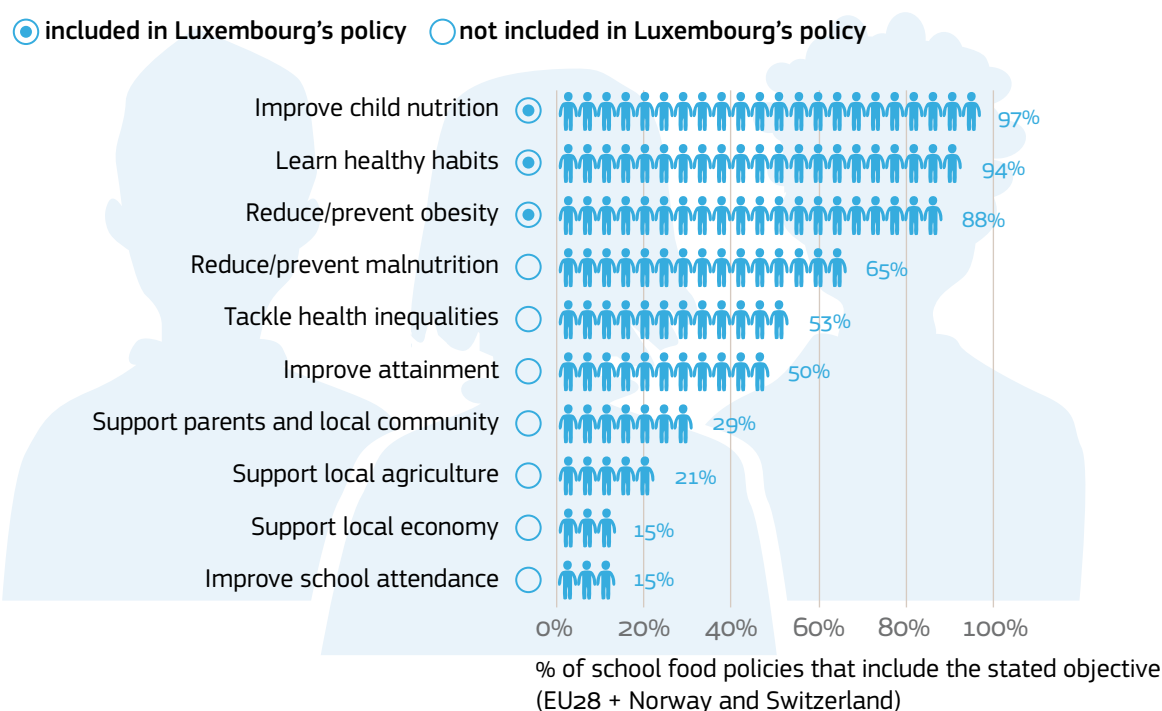 included in Luxembourg's policy not included in Luxembourg's policy
Improve child nutrition 97%
Learn healthy habits 94%
Reduce/prevent obesity 88%
Reduce/prevent malnutrition 65%
Tackle health inequalities 53%
Improve attainment 50%
Support parents and local community 29%
Support local agriculture 21%
Support local economy 15%
Improve school attendance 15%
0% 20% 40% 60% 80% 100%
% of school food policies that include the stated objective
(EU28 + Norway and Switzerland)